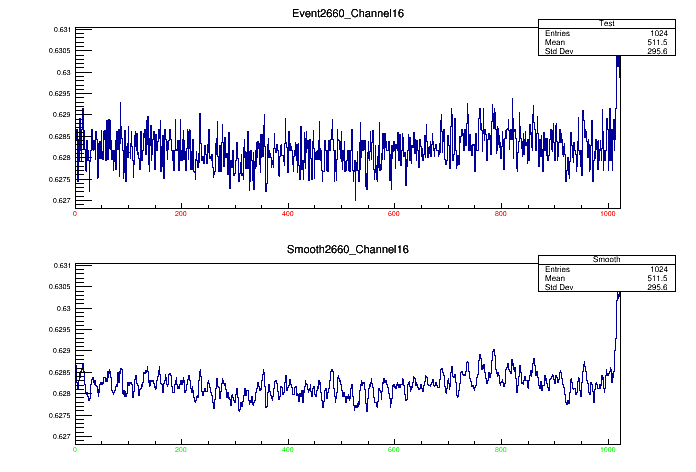 Event2660_Channel16
Test
Entries 1024
Mean 511.5
Std Dev 295.6
0.631
0.6305
0.63
0.6295
0.629
0.6285
0.628
0.6275
0.627
0 200 400 600 800 1000
Smooth2660_Channel16
Smooth
Entries 1024
Mean 511.5
Std Dev 295.6
0.631
0.6305
0.63
0.6295
0.629
0.6285
0.628
0.6275
0.627
0 200 400 600 800 1000